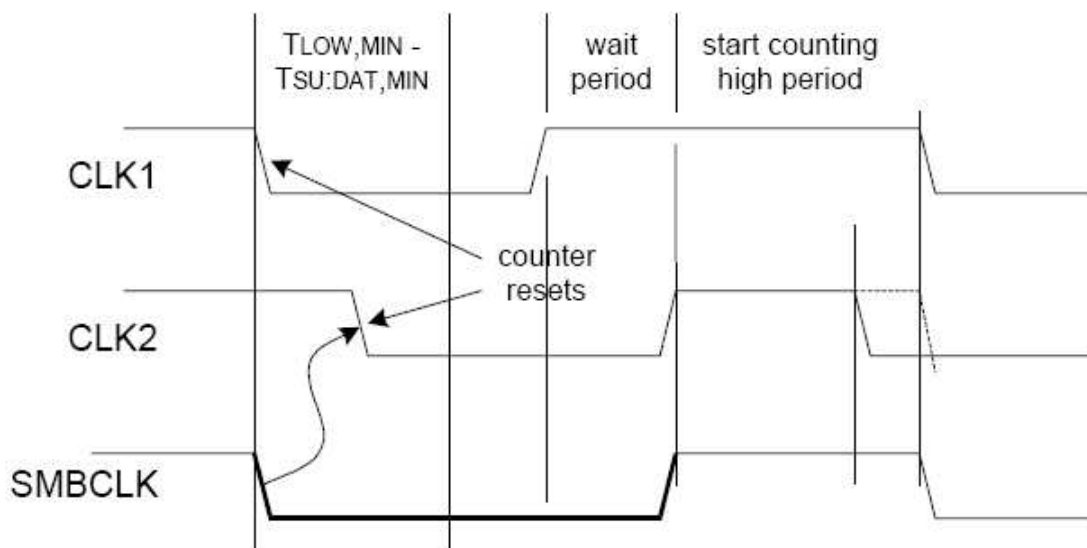 TLOW,MIN -
TSU:DAT,MIN
wait
period
start counting
high period
CLK1
counter
resets
CLK2
SMBCLK